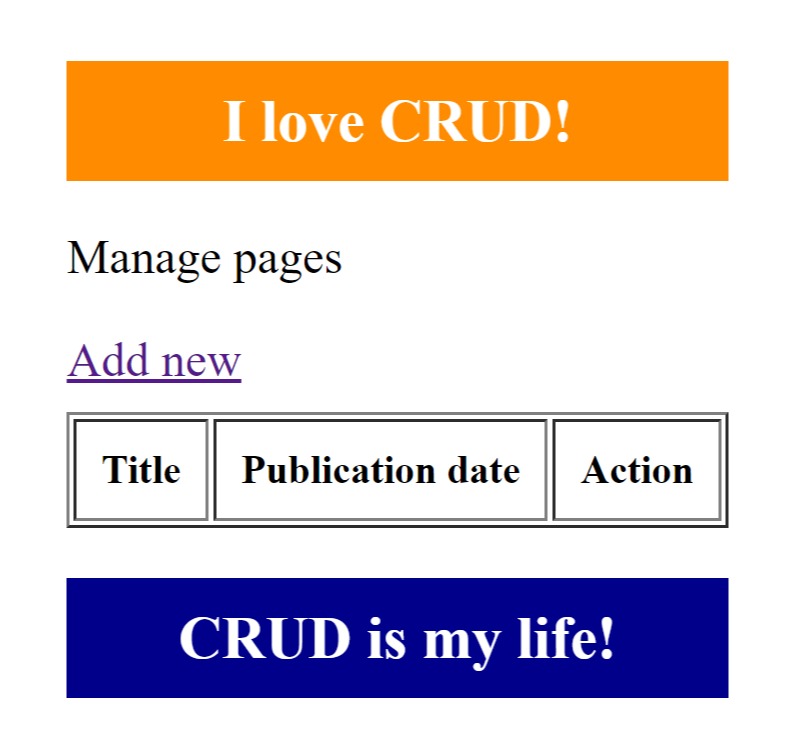 I love CRUD!
Manage pages
Add new
Title Publication date Action
CRUD is my life!